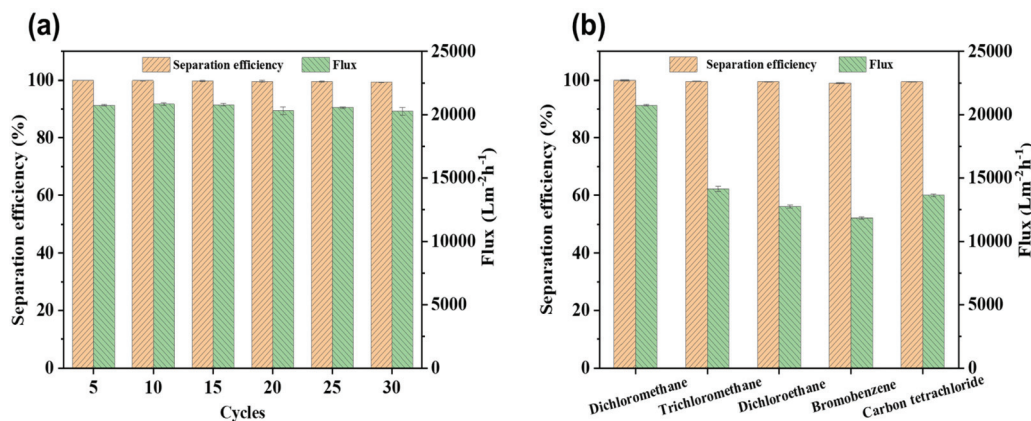 (a)
Separation efficiency (%)
100
80
60
40
20
0
Separation efficiency
Flux
25000
20000
15000
10000
5000
0
Flux (Lm-2h-1)
5 10 15 20 25 30
Cycles
(b)
Separation efficiency (%)
100
80
60
40
20
0
Separation efficiency
Flux
25000
20000
15000
10000
5000
0
Flux (Lm-2h-1)
Dichloromethane
Trichloromethane
Dichloroethane
Bromobenzene
Carbon tetrachloride